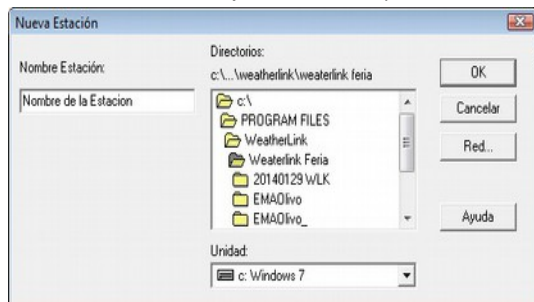 Nueva Estación
Nombre Estación:
Nombre de la Estacion
Directorios:
c:\...\weatherlink\weaterlink feria
c:\
PROGRAM FILES
WeatherLink
Weaterlink Feria
20140129 WLK
EMAOlivo
EMAOlivo_
Unidad:
c: Windows 7
OK
Cancelar
Red...
Ayuda